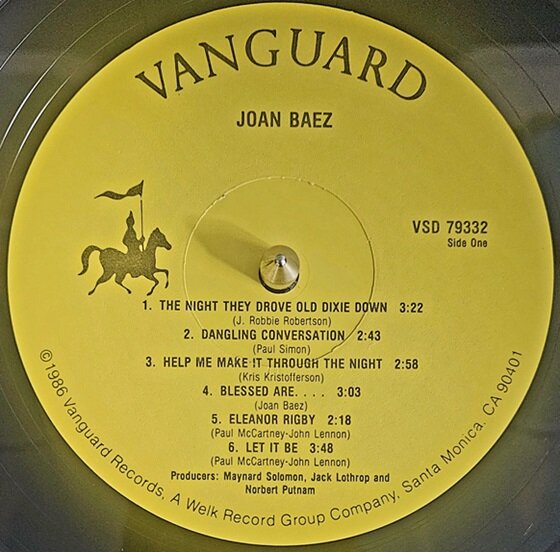 VANGUARD
JOAN BAEZ
VSD 79332
Side One
1. THE NIGHT THEY DROVE OLD DIXIE DOWN 3:22
(J. Robbie Robertson)
2. DANGLING CONVERSATION 2:43
(Paul Simon)
3. HELP ME MAKE IT THROUGH THE NIGHT 2:58
(Kris Kristofferson)
4. BLESSED ARE. . . . 3:03
(Joan Baez)
5. ELEANOR RIGBY 2:18
(Paul McCartney-John Lennon)
6. LET IT BE 3:48
(Paul McCartney-John Lennon)
Producers: Maynard Solomon, Jack Lothrop and
Norbert Putnam
©1986 Vanguard Records, A Welk Record Group Company, Santa Monica, CA 90401